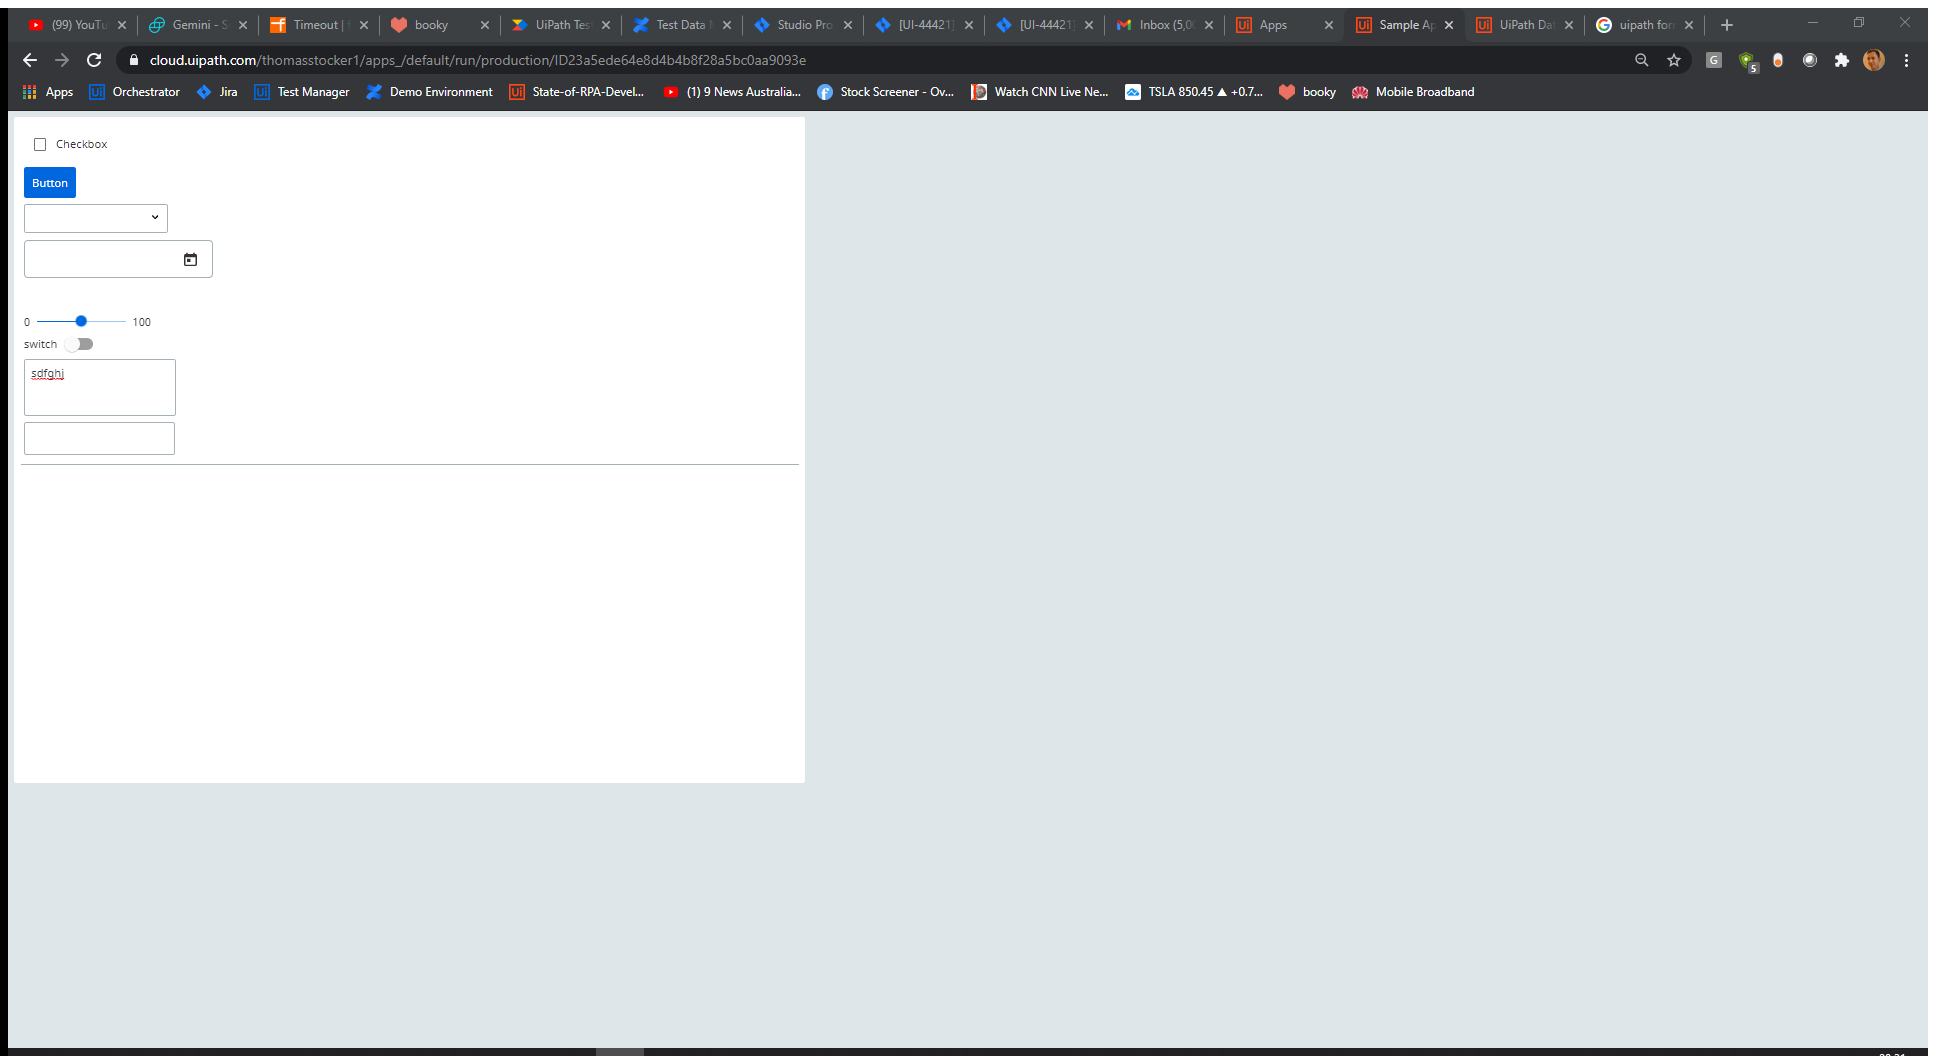 (99) YouTu Gemini - S Timeout | booky UiPath Tes Test Data Studio Pro [UI-44421] [UI-44421] Inbox (5,0 Apps Sample Ap UiPath Da uipath for
cloud.uipath.com/thomasstocker1/apps_/default/run/production/ID23a5ede64e8d4b4b8f28a5bc0aa9093e
Apps Orchestrator Jira Test Manager Demo Environment State-of-RPA-Devel... (1) 9 News Australia... Stock Screener - Ov... Watch CNN Live Ne... TSLA 850.45 ▲ +0.7... booky Mobile Broadband
Checkbox
Button
0 100
switch
sdfghj